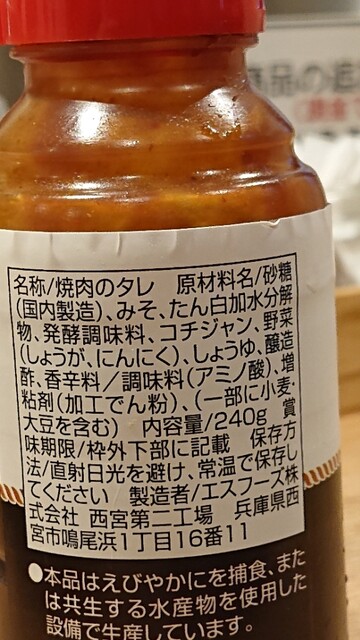 商品の造
名称/焼肉のタレ 原材料名/砂糖
(国内製造)、みそ、たん白加水分解
物、発酵調味料、コチジャン、野菜
(しょうが、にんにく)、しょうゆ、醸造
酢、香辛料／調味料(アミノ酸)、増
粘剤(加工でん粉)、(一部に小麦・
大豆を含む) 内容量/240g 賞
味期限/枠外下部に記載 保存方
法/直射日光を避け、常温で保存し
てください 製造者/エスフーズ株
式会社 西宮第二工場 兵庫県西
宮市鳴尾浜1丁目16番11
●本品はえびやかにを捕食、また
は共生する水産物を使用した
設備で生産しています。